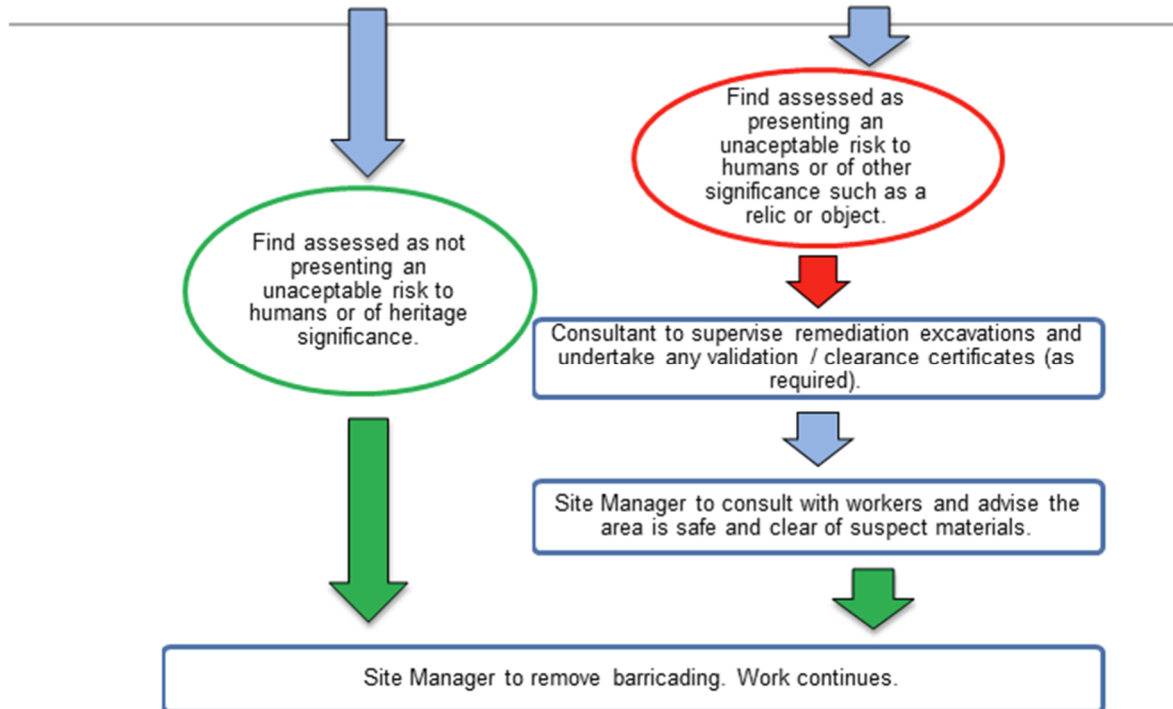 Find assessed as
presenting an
unaceptable risk to
humans or of other
significance such as a
relic or object.
Find assessed as not
presenting an
unacceptable risk to
humans or of heritage
significance.
Consultant to supervise remediation excavations and
undertake any validation / clearance certificates (as
required).
Site Manager to consult with workers and advise the
area is safe and clear of suspect materials.
Site Manager to remove barricading. Work continues.